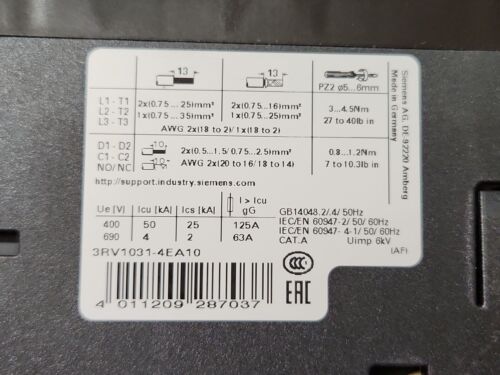 13 13 PZ2 ø5...6mm
L1 - T1 2x(0.75...25)mm² 2x(0.75...16)mm² 3...4.5Nm
L2 - T2 1x(0.75...35)mm² 1x(0.75...25)mm² 27 to 40lb in
L3 - T3 AWG 2x(18 to 2)/ 1x(18 to 2)
D1 - D2 10 2x(0.5...1.5/0.75...2.5)mm² 0.8...1.2Nm
C1 - C2 10 AWG 2x(20 to 16/18 to 14) 7 to 10.3lb in
NO/NC
http://support.industry.siemens.com
Ue [V] Icu [kA] Ics [kA] I > Icu gG
400 50 25 125A
690 4 2 63A
GB14048.2/.4/ 50Hz
IEC/EN 60947-2/ 50/ 60Hz
IEC/EN 60947- 4-1/ 50/ 60Hz
CAT.A Uimp 6kV
(AF)
3RV1031-4EA10
CCC
EAC
4 011209 287037
Siemens AG, DE-92220 Amberg
Made in Germany